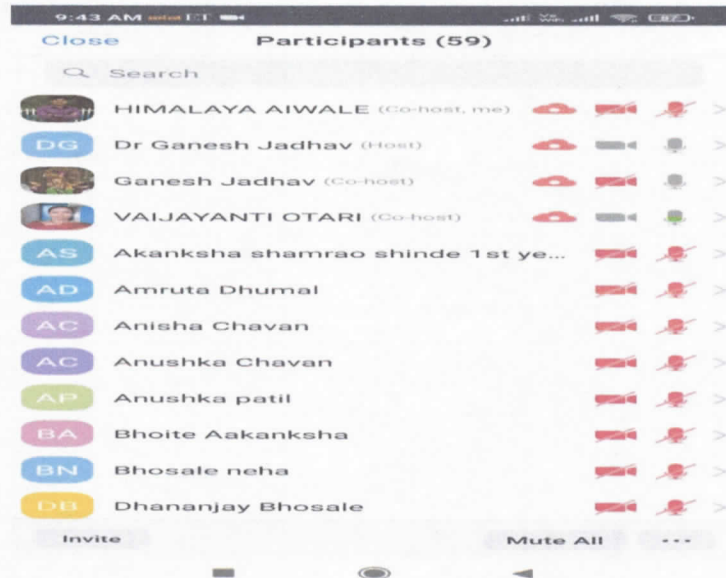 9:43 AM
Close Participants (59)
Search
HIMALAYA AIWALE (Co-host, me)
DG Dr Ganesh Jadhav (Host)
Ganesh Jadhav (Co-host)
VAIJAYANTI OTARI (Co-host)
AS Akanksha shamrao shinde 1st ye...
AD Amruta Dhumal
AC Anisha Chavan
AC Anushka Chavan
AP Anushka patil
BA Bhoite Aakanksha
BN Bhosale neha
DB Dhananjay Bhosale
Invite Mute All ...